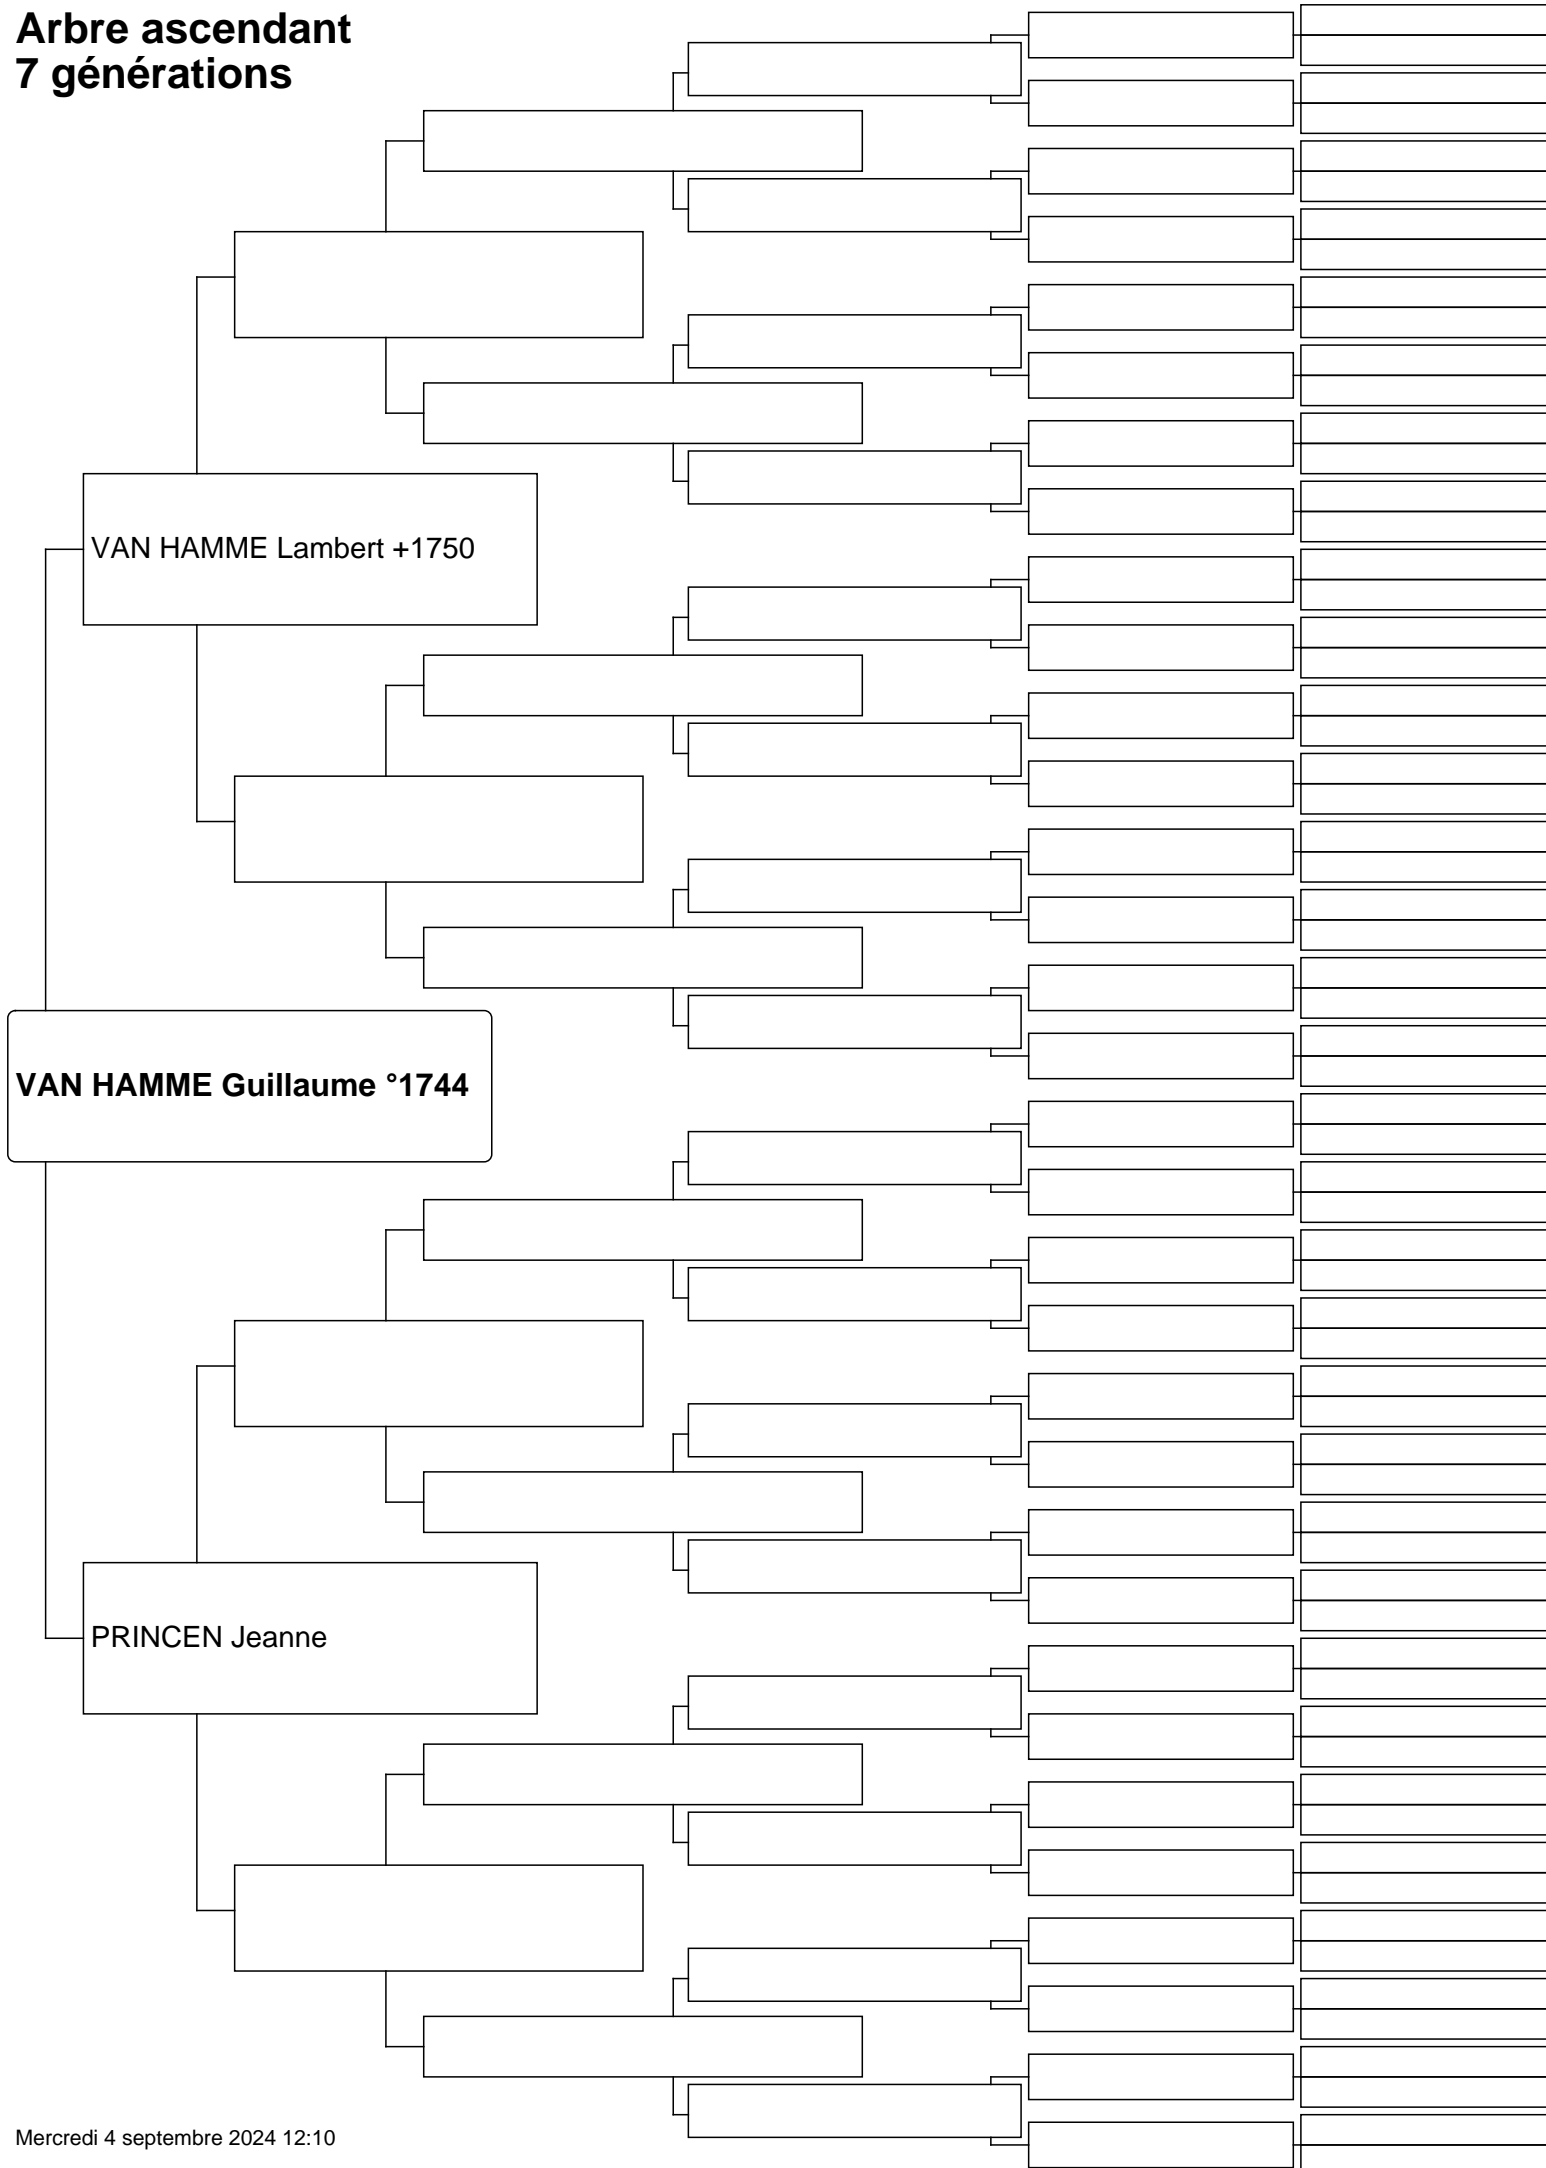 Arbre ascendant
7 générations
VAN HAMME Lambert +1750
VAN HAMME Guillaume °1744
PRINCEN Jeanne
Mercredi 4 septembre 2024 12:10